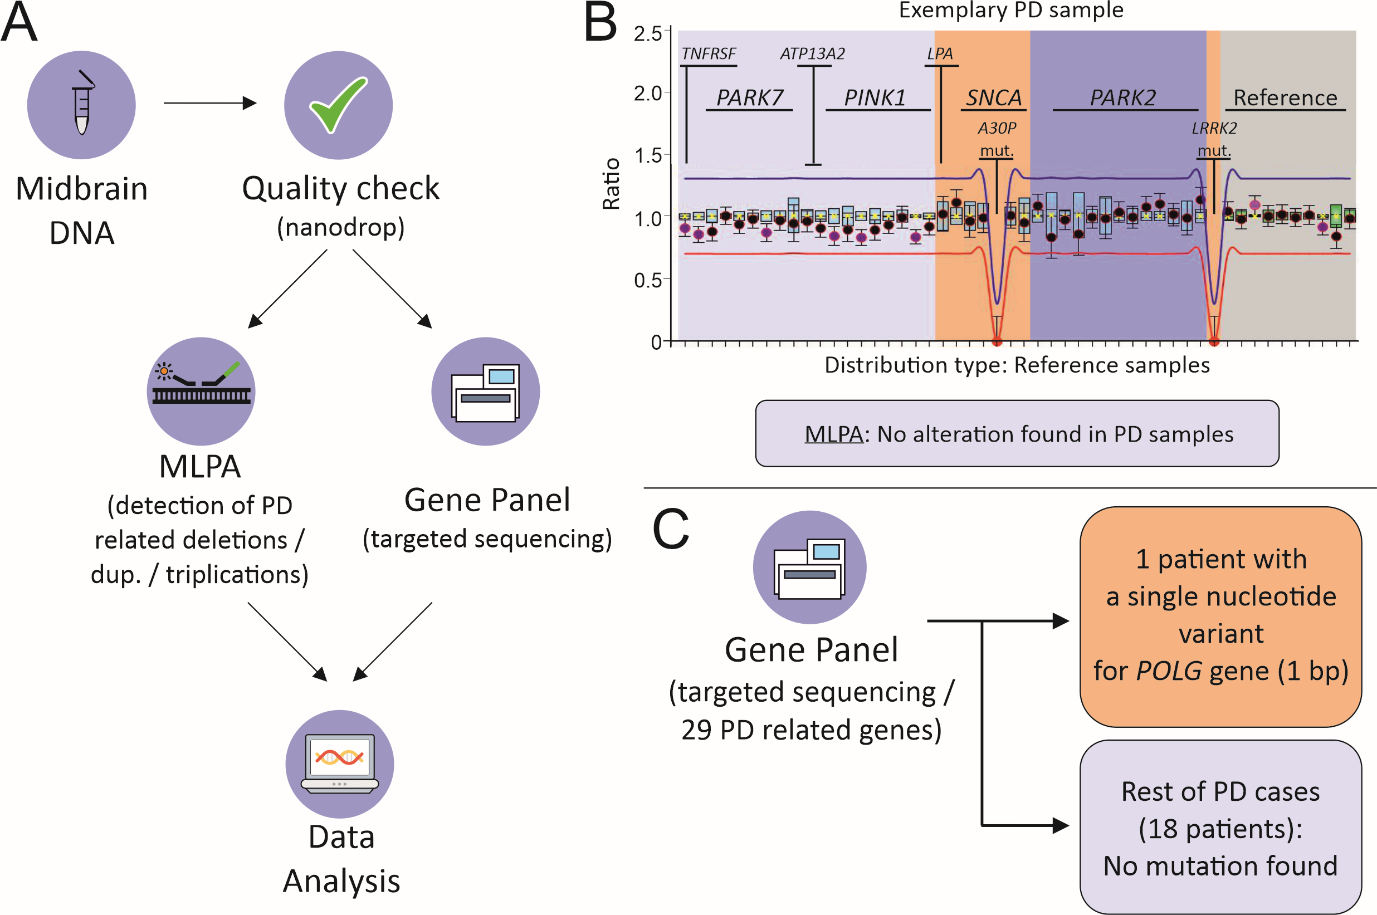 A
Midbrain
DNA
Quality check
(nanodrop)
MLPA
(detection of PD
related deletions /
dup. / triplications)
Gene Panel
(targeted sequencing)
Data
Analysis
B
Exemplary PD sample
Ratio
2.5
2.0
1.5
1.0
0.5
0
TNFRSF
ATP13A2
LPA
PARK7
PINK1
SNCA
PARK2
Reference
A30P
mut.
LRRK2
mut.
Distribution type: Reference samples
MLPA: No alteration found in PD samples
C
Gene Panel
(targeted sequencing /
29 PD related genes)
1 patient with
a single nucleotide
variant
for POLG gene (1 bp)
Rest of PD cases
(18 patients):
No mutation found